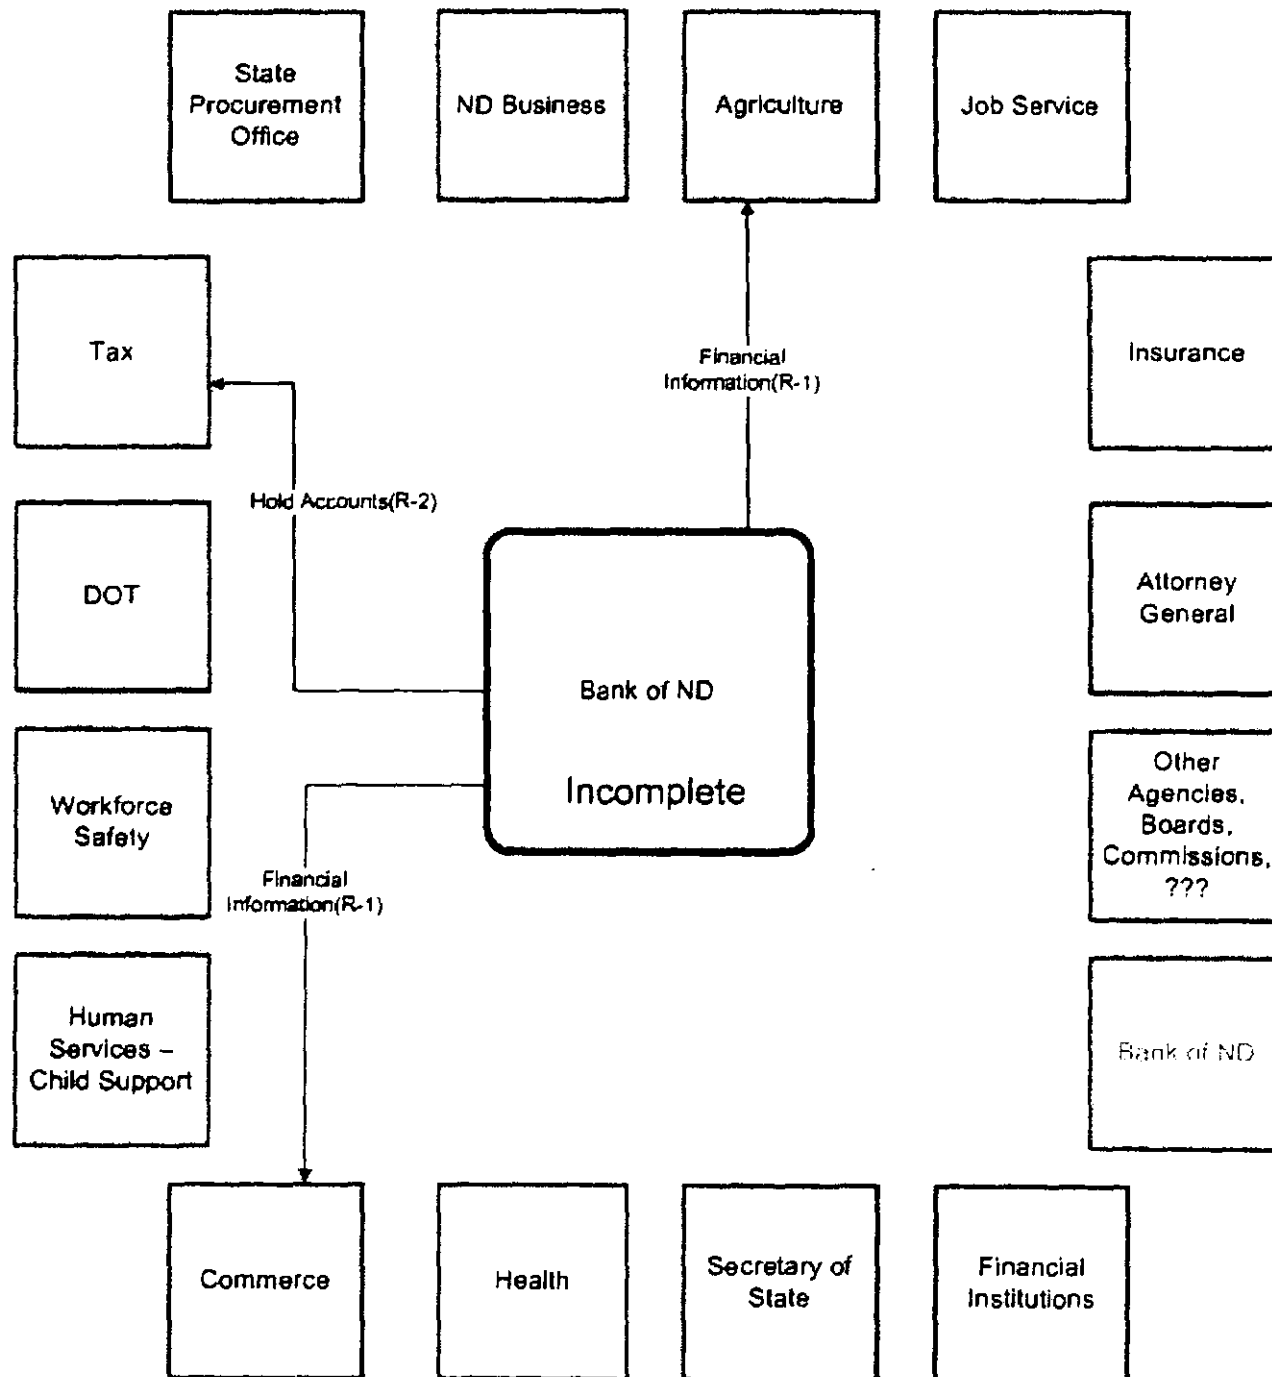 State
Procurement
Office
ND Business
Agriculture
Job Service
Tax
Financial
Information(R-1)
Insurance
Hold Accounts(R-2)
DOT
Attorney
General
Bank of ND
Incomplete
Workforce
Safety
Other
Agencies,
Boards,
Commissions,
???
Financial
Information(R-1)
Human
Services –
Child Support
Bank of ND
Commerce
Health
Secretary of
State
Financial
Institutions